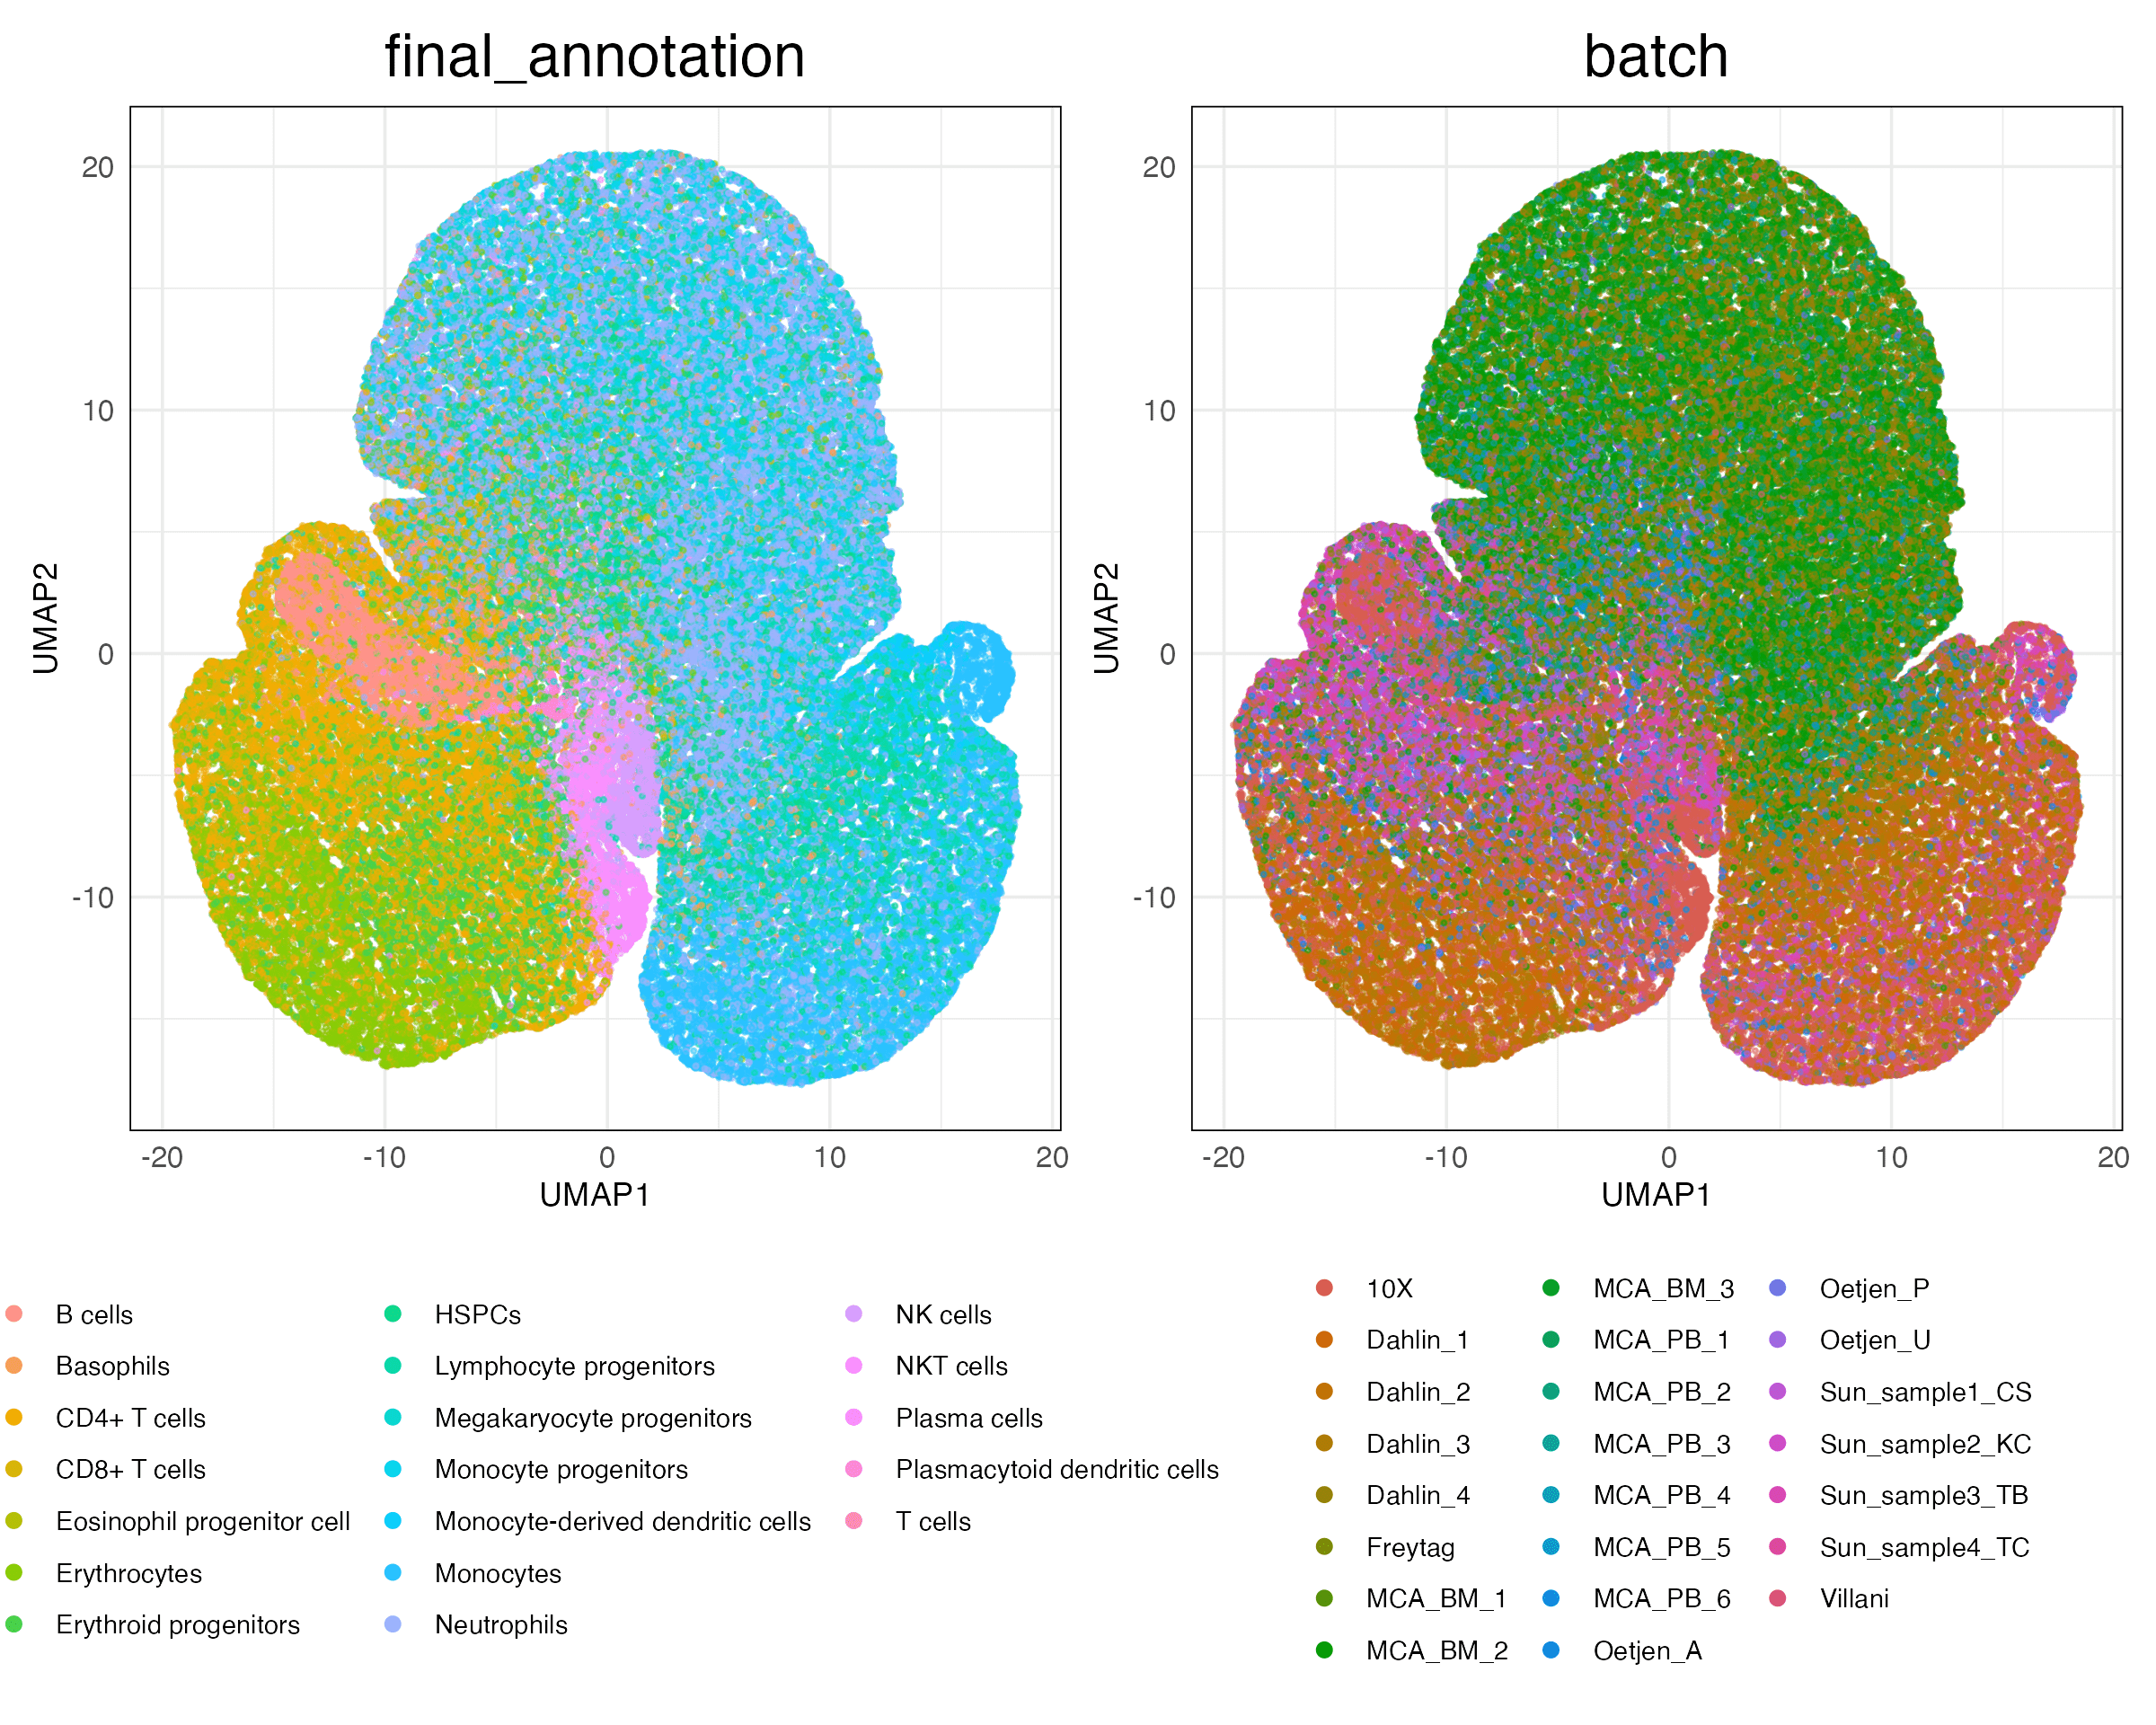 final_annotation
batch
UMAP2
20
10
0
-10
-20
-10
0
10
20
UMAP1
UMAP2
20
10
0
-10
-20
-10
0
10
20
UMAP1
B cells
Basophils
CD4+ T cells
CD8+ T cells
Eosinophil progenitor cell
Erythrocytes
Erythroid progenitors
HSPCs
Lymphocyte progenitors
Megakaryocyte progenitors
Monocyte progenitors
Monocyte-derived dendritic cells
Monocytes
Neutrophils
NK cells
NKT cells
Plasma cells
Plasmacytoid dendritic cells
T cells
10X
Dahlin_1
Dahlin_2
Dahlin_3
Dahlin_4
Freytag
MCA_BM_1
MCA_BM_2
MCA_BM_3
MCA_PB_1
MCA_PB_2
MCA_PB_3
MCA_PB_4
MCA_PB_5
MCA_PB_6
Oetjen_A
Oetjen_P
Oetjen_U
Sun_sample1_CS
Sun_sample2_KC
Sun_sample3_TB
Sun_sample4_TC
Villani